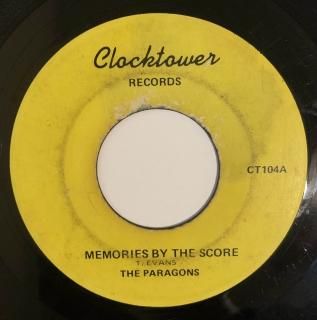 Clocktower
RECORDS
CT104A
MEMORIES BY THE SCORE
T. EVANS
THE PARAGONS